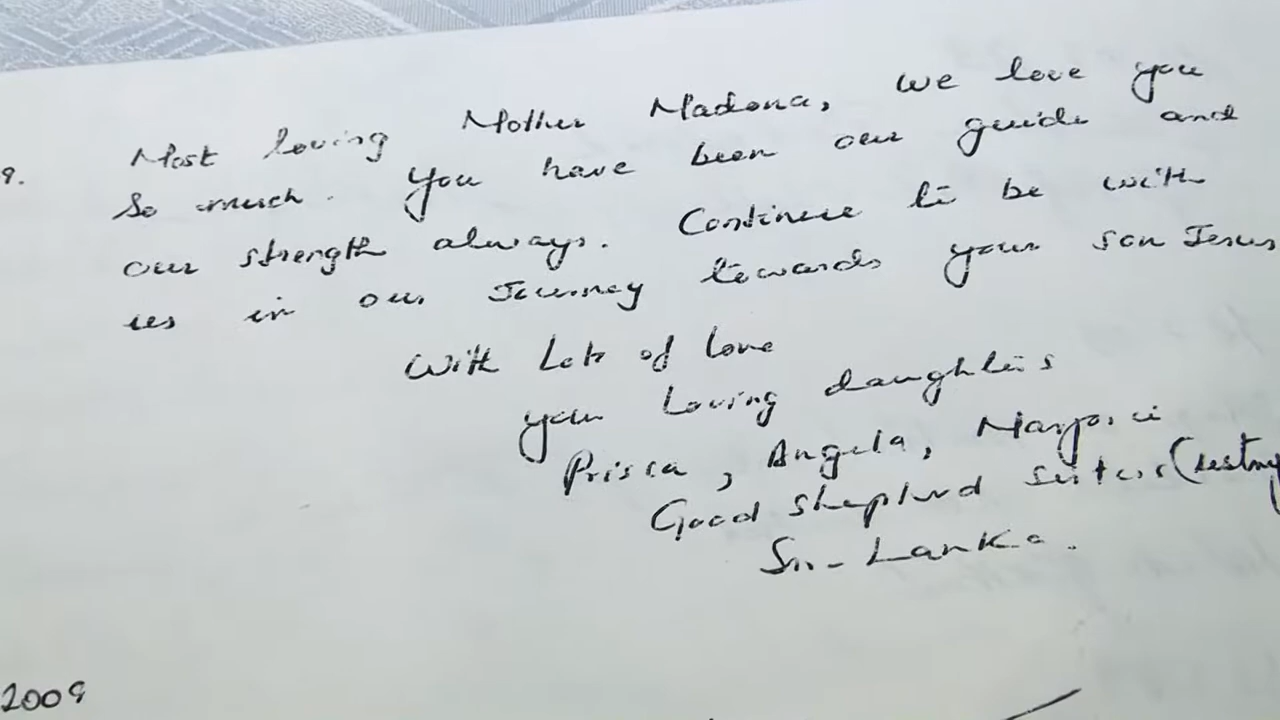 Most loving Mother Madona, we love you
9. So much. You have been our guide and
our strength always. Continue to be with
us in our Journey towards your son Jesus
With Lots of love
your Loving daughters
Prisca, Angela, Marjorie
Good Shepherd Sisters
Sri-Lanka.
2009